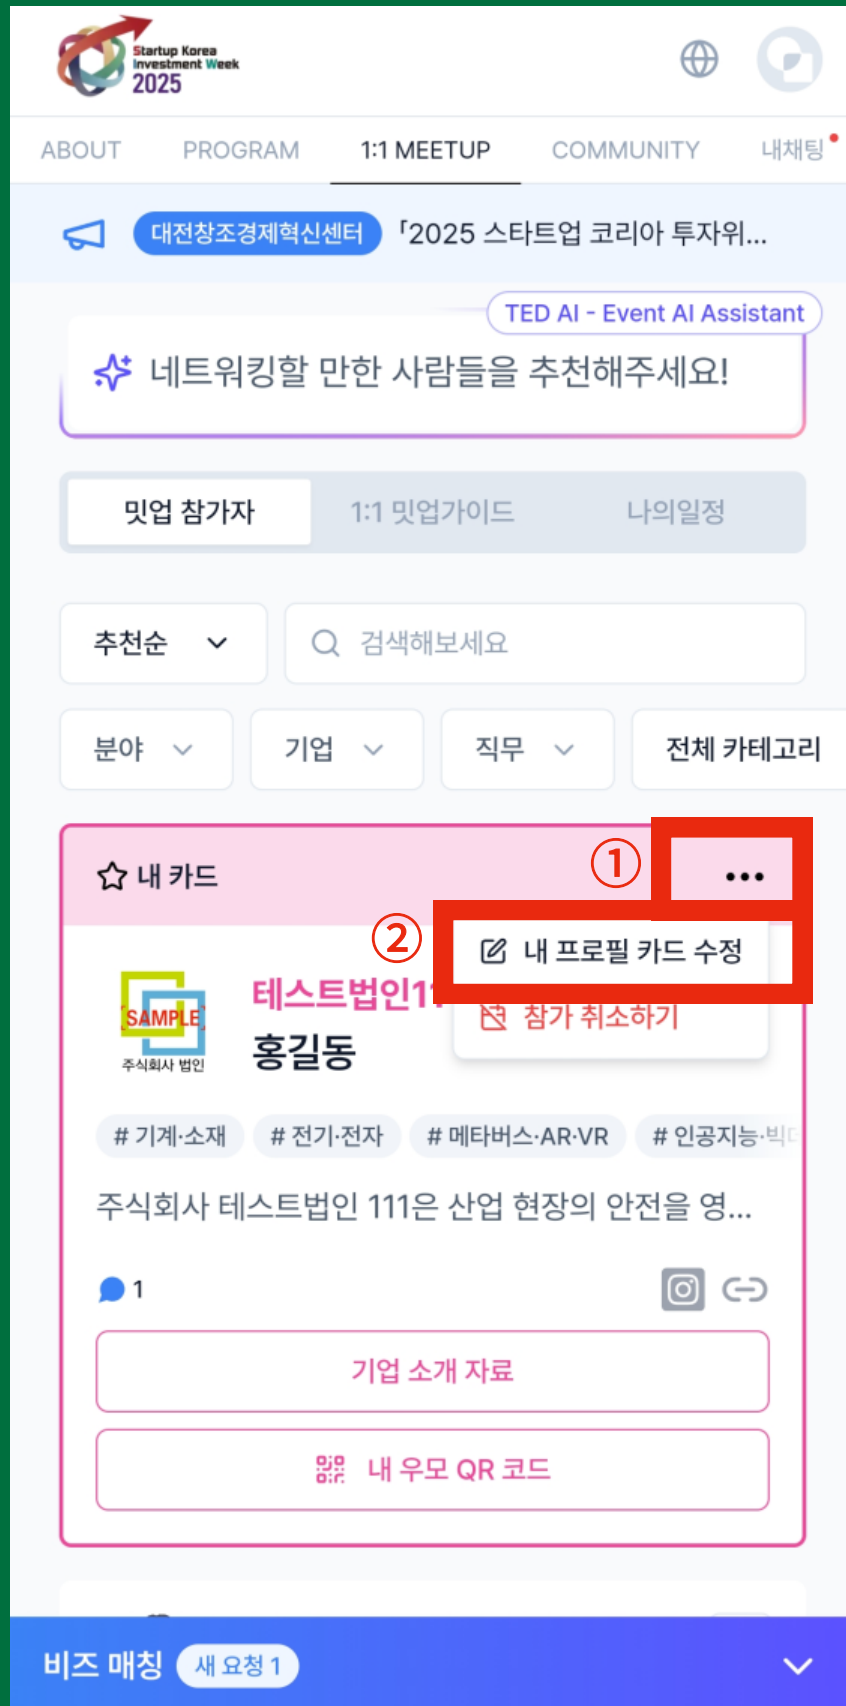 Startup Korea
Investment Week
2025
ABOUT PROGRAM 1:1 MEETUP COMMUNITY 내채팅
대전창조경제혁신센터 「2025 스타트업 코리아 투자위...
TED AI - Event AI Assistant
네트워킹할 만한 사람들을 추천해주세요!
밋업 참가자 1:1 밋업가이드 나의일정
추천순 검색해보세요
분야 기업 직무 전체 카테고리
내 카드 ①
② 내 프로필 카드 수정
참가 취소하기
SAMPLE
주식회사 법인
테스트법인11
홍길동
# 기계·소재 # 전기·전자 # 메타버스·AR·VR # 인공지능·빅
주식회사 테스트법인 111은 산업 현장의 안전을 영...
1
기업 소개 자료
내 우모 QR 코드
비즈 매칭 새 요청 1